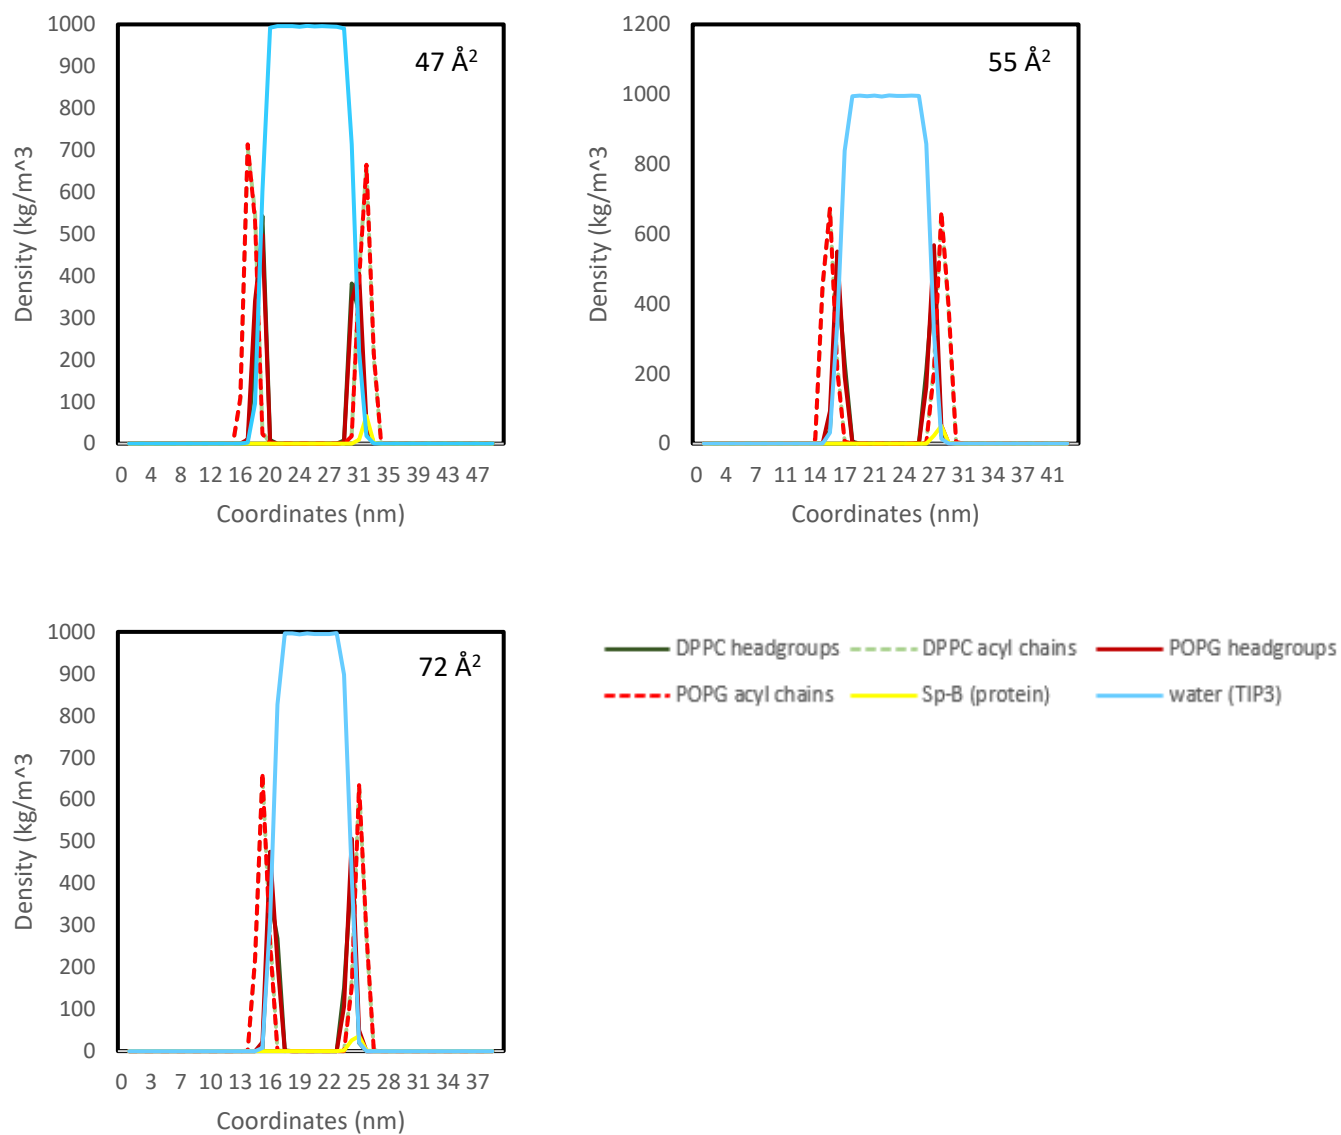 47 Å²
1000
900
800
700
600
500
400
300
200
100
0
Density (kg/m^3
0 4 8 12 16 20 24 27 31 35 39 43 47
Coordinates (nm)
55 Å²
1200
1000
800
600
400
200
0
Density (kg/m^3
0 4 7 11 14 17 21 24 27 31 34 37 41
Coordinates (nm)
72 Å²
1000
900
800
700
600
500
400
300
200
100
0
Density (kg/m^3
0 3 7 10 13 16 19 22 25 28 31 34 37
Coordinates (nm)
DPPC headgroups DPPC acyl chains POPG headgroups
POPG acyl chains Sp-B (protein) water (TIP3)